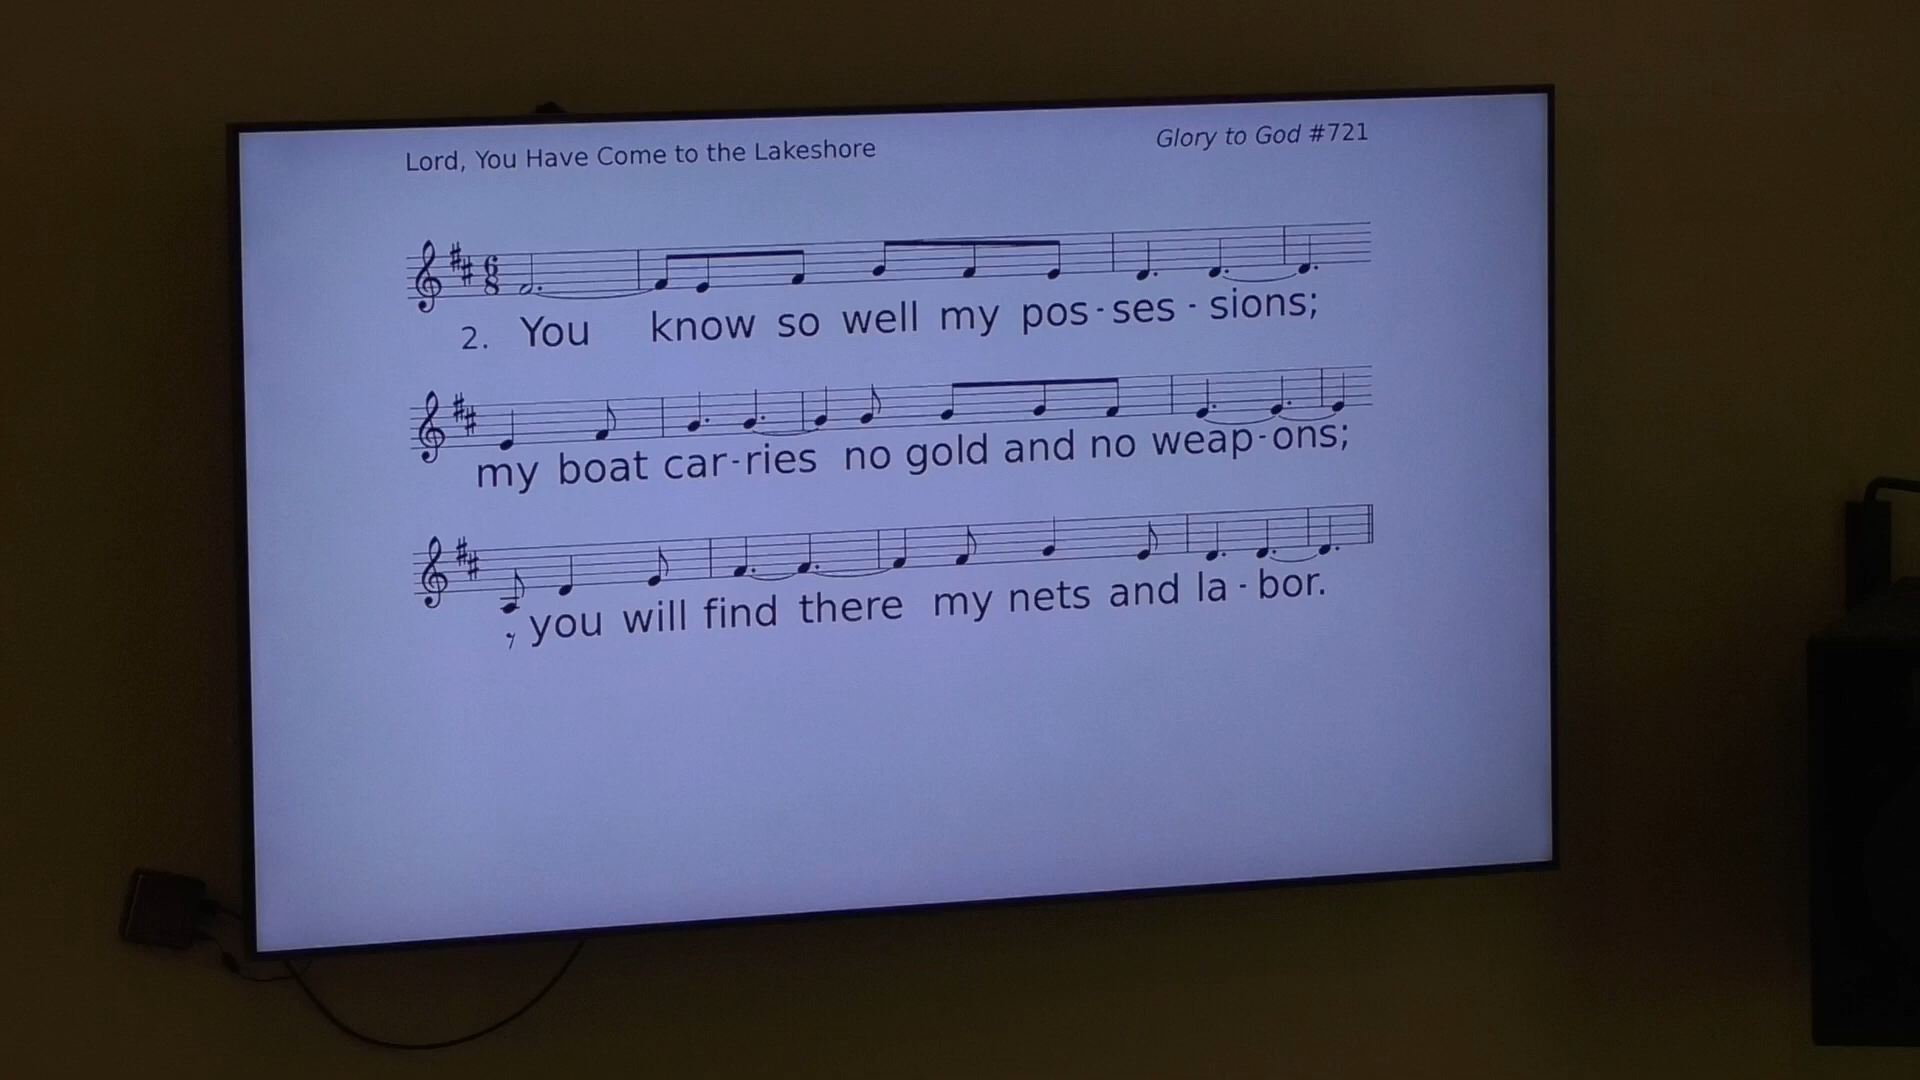 Lord, You Have Come to the Lakeshore
Glory to God #721
2. You know so well my pos-ses-sions;
my boat car-ries no gold and no weap-ons;
you will find there my nets and la-bor.